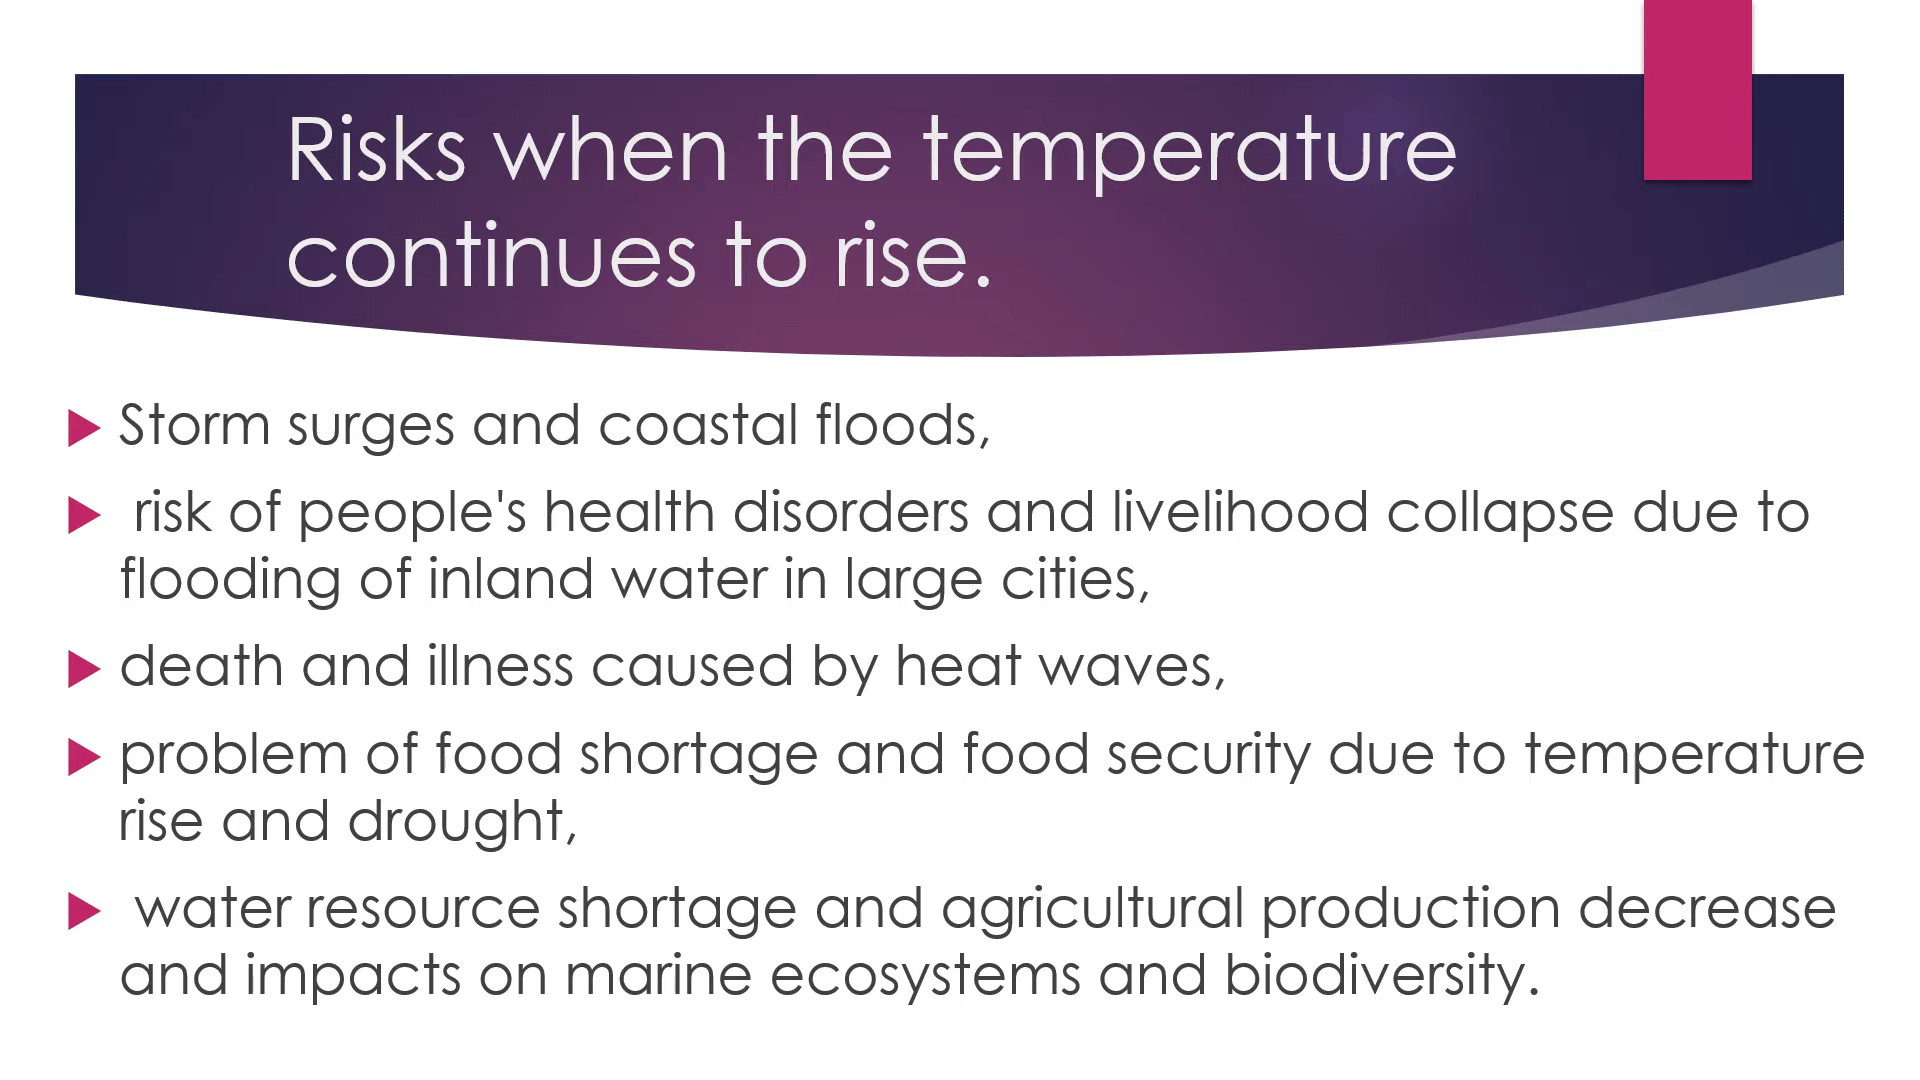 Risks when the temperature
continues to rise.
Storm surges and coastal floods,
risk of people's health disorders and livelihood collapse due to
flooding of inland water in large cities,
death and illness caused by heat waves,
problem of food shortage and food security due to temperature
rise and drought,
water resource shortage and agricultural production decrease
and impacts on marine ecosystems and biodiversity.